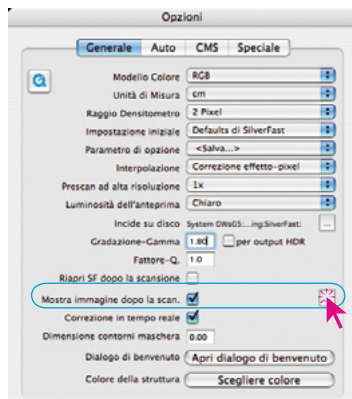 Opzioni
Generale Auto CMS Speciale
Modello Colore RGB
Unità di Misura cm
Raggio Densitometro 2 Pixel
Impostazione iniziale Defaults di SilverFast
Parametro di opzione <Salva...>
Interpolazione Correzione effetto-pixel
Prescan ad alta risoluzione 1x
Luminosità dell'anteprima Chiaro
Incide su disco System GWsG5:...ing:SilverFast: ...
Gradazione-Gamma 1.80 per output HDR
Fattore-Q. 1.0
Riapri SF dopo la scansione
Mostra immagine dopo la scan.
Correzione in tempo reale
Dimensione contorni maschera 0.00
Dialogo di benvenuto Apri dialogo di benvenuto
Colore della struttura Scegliere colore